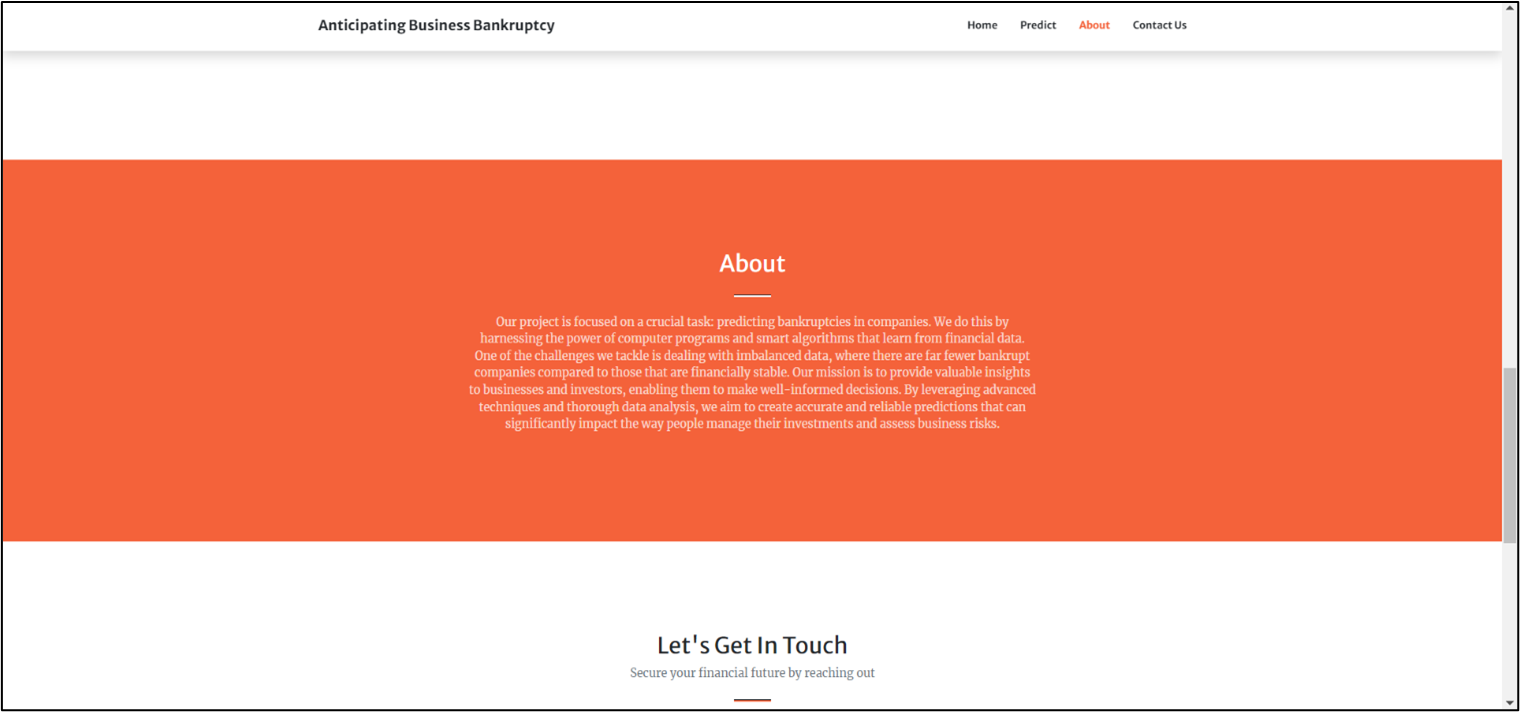 Anticipating Business Bankruptcy
Home Predict About Contact Us
About
Our project is focused on a crucial task: predicting bankruptcies in companies. We do this by
harnessing the power of computer programs and smart algorithms that learn from financial data.
One of the challenges we tackle is dealing with imbalanced data, where there are far fewer bankrupt
companies compared to those that are financially stable. Our mission is to provide valuable insights
to businesses and investors, enabling them to make well-informed decisions. By leveraging advanced
techniques and thorough data analysis, we aim to create accurate and reliable predictions that can
significantly impact the way people manage their investments and assess business risks.
Let's Get In Touch
Secure your financial future by reaching out